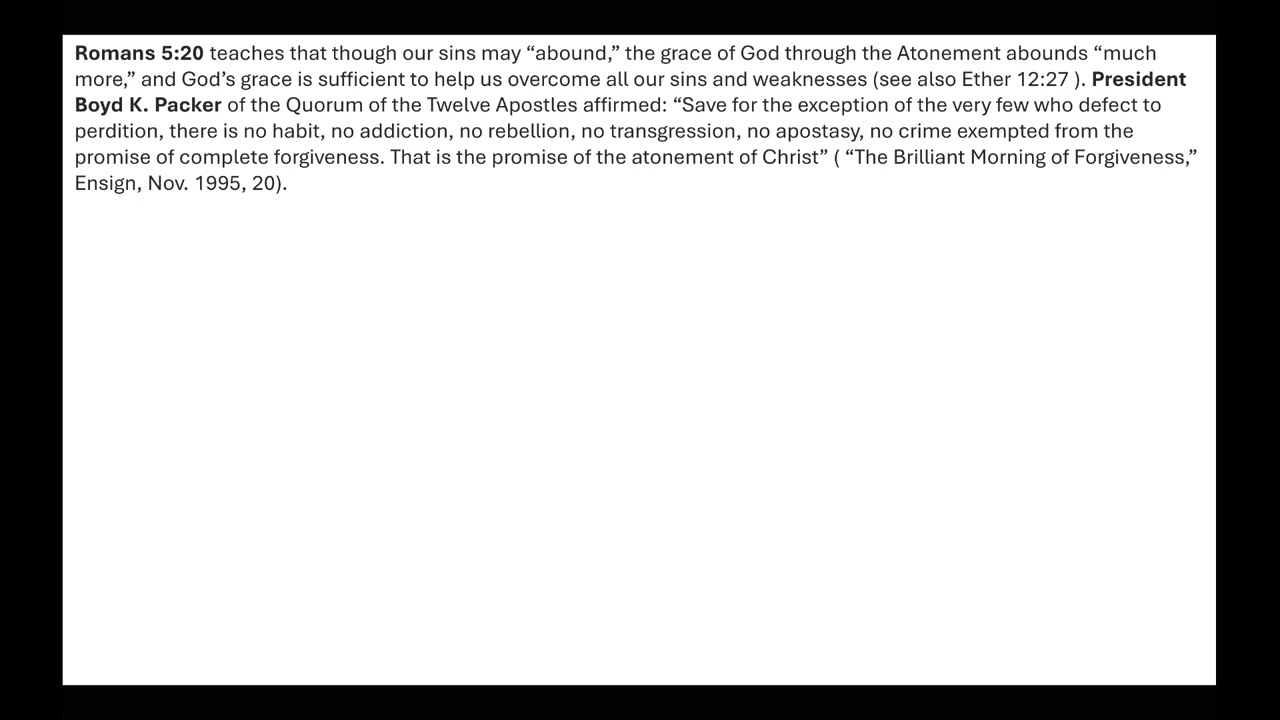 Romans 5:20 teaches that though our sins may “abound,” the grace of God through the Atonement abounds “much
more,” and God’s grace is sufficient to help us overcome all our sins and weaknesses (see also Ether 12:27 ). President
Boyd K. Packer of the Quorum of the Twelve Apostles affirmed: “Save for the exception of the very few who defect to
perdition, there is no habit, no addiction, no rebellion, no transgression, no apostasy, no crime exempted from the
promise of complete forgiveness. That is the promise of the atonement of Christ” ( “The Brilliant Morning of Forgiveness,”
Ensign, Nov. 1995, 20).